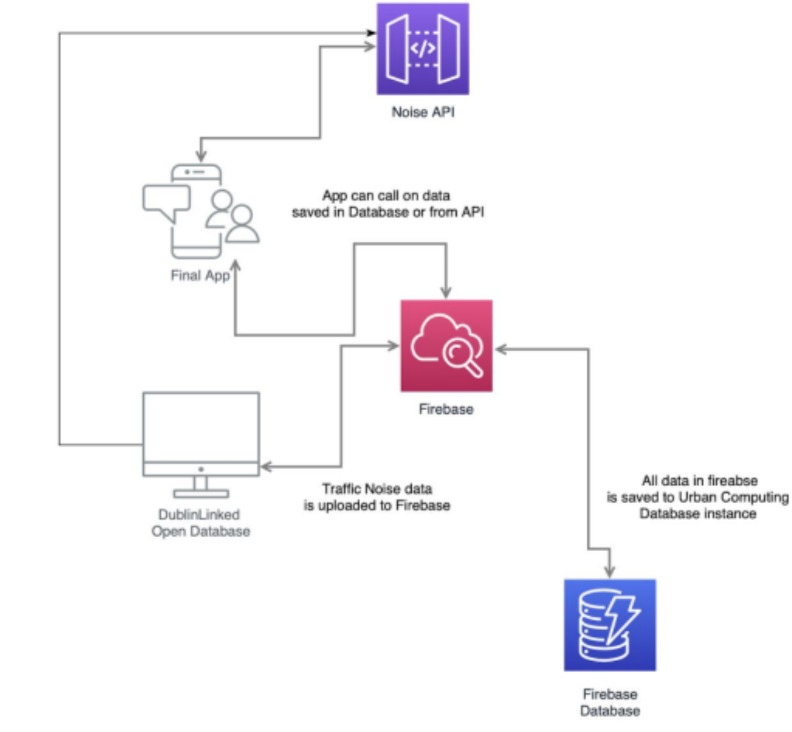 </>
Noise API
App can call on data
saved in Database or from API
Final App
Firebase
Traffic Noise data
is uploaded to Firebase
DublinLinked
Open Database
All data in fireabse
is saved to Urban Computing
Database instance
Firebase
Database